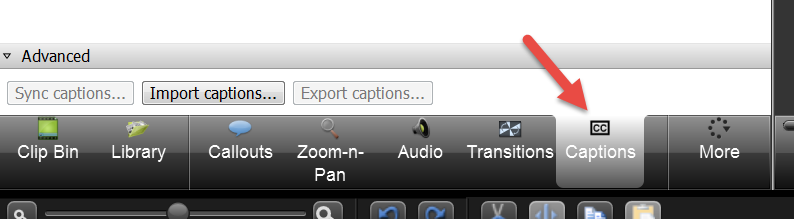 Advanced
Sync captions... Import captions... Export captions...
CC
Clip Bin Library Callouts Zoom-n- Audio Transitions Captions More
Pan